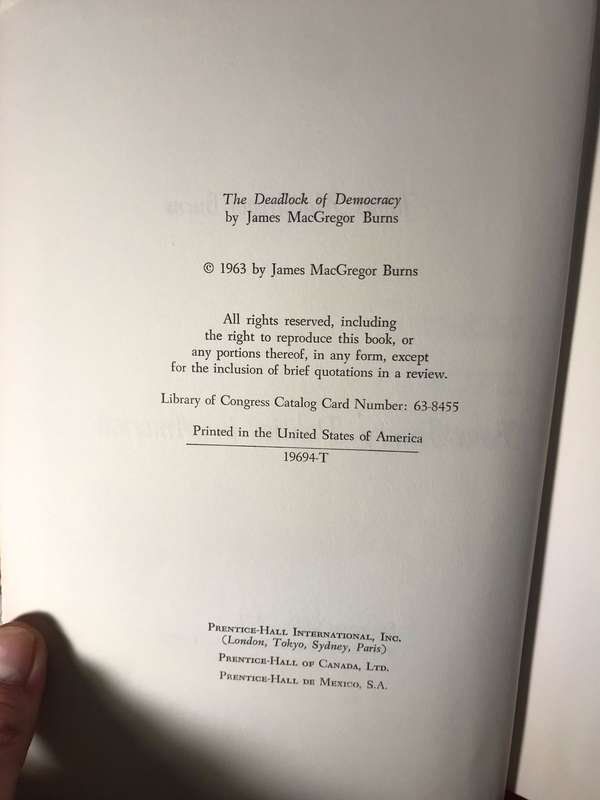 The Deadlock of Democracy
by James MacGregor Burns
© 1963 by James MacGregor Burns
All rights reserved, including
the right to reproduce this book, or
any portions thereof, in any form, except
for the inclusion of brief quotations in a review.
Library of Congress Catalog Card Number: 63-8455
Printed in the United States of America
19694-T
Prentice-Hall International, Inc.
(London, Tokyo, Sydney, Paris)
Prentice-Hall of Canada, Ltd.
Prentice-Hall de Mexico, S.A.